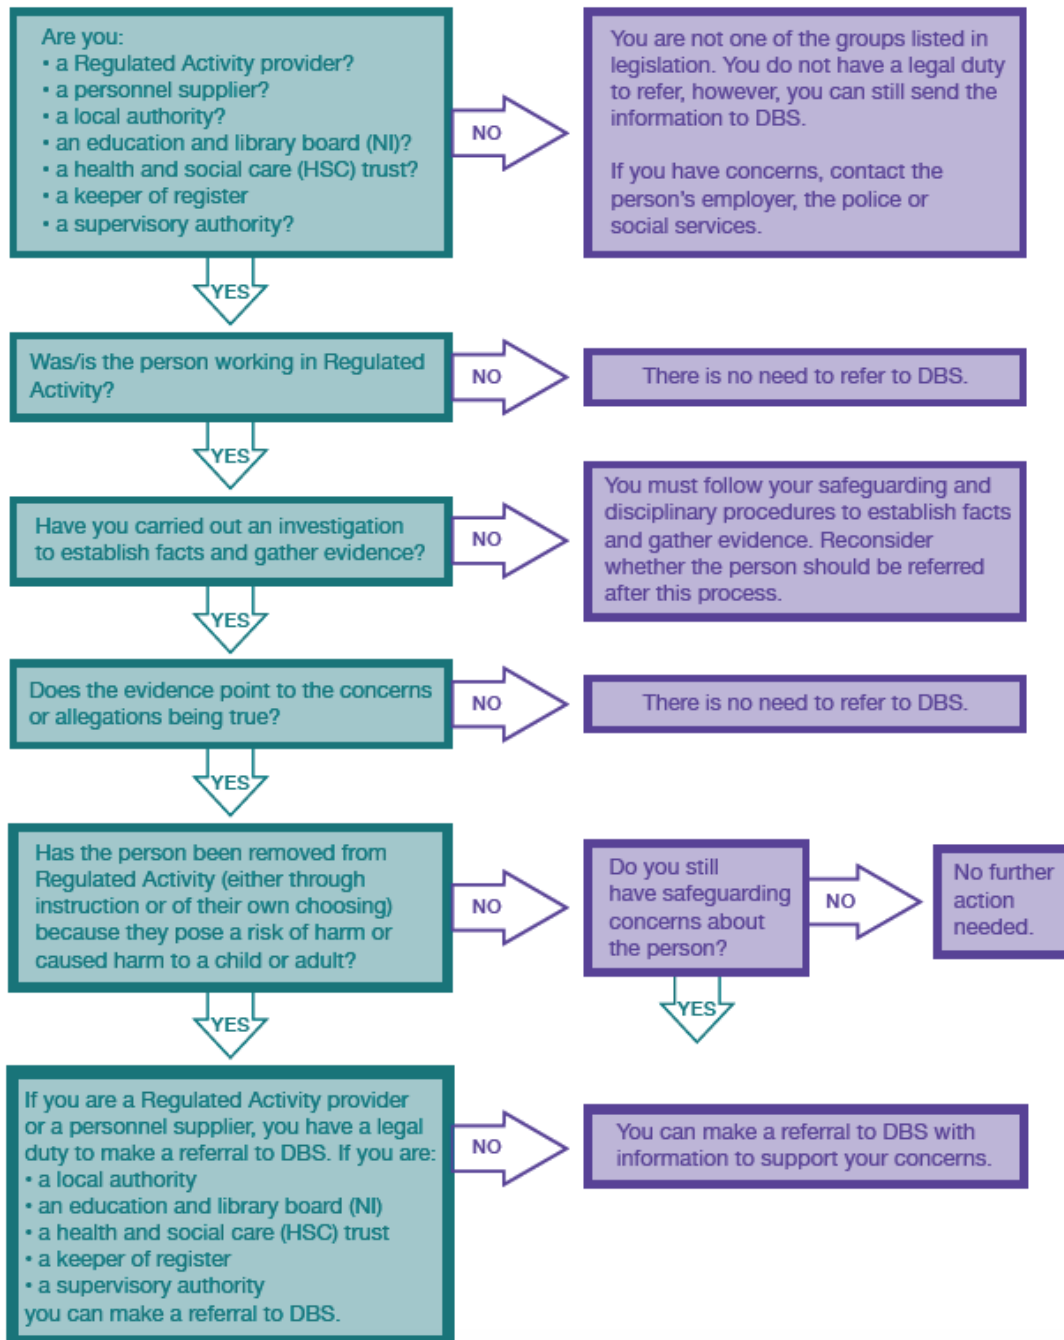 Are you:
• a Regulated Activity provider?
• a personnel supplier?
• a local authority?
• an education and library board (NI)?
• a health and social care (HSC) trust?
• a keeper of register
• a supervisory authority?
NO
You are not one of the groups listed in
legislation. You do not have a legal duty
to refer, however, you can still send the
information to DBS.
If you have concerns, contact the
person's employer, the police or
social services.
YES
Was/is the person working in Regulated
Activity?
NO
There is no need to refer to DBS.
YES
Have you carried out an investigation
to establish facts and gather evidence?
NO
You must follow your safeguarding and
disciplinary procedures to establish facts
and gather evidence. Reconsider
whether the person should be referred
after this process.
YES
Does the evidence point to the concerns
or allegations being true?
NO
There is no need to refer to DBS.
YES
Has the person been removed from
Regulated Activity (either through
instruction or of their own choosing)
because they pose a risk of harm or
caused harm to a child or adult?
NO
Do you still
have safeguarding
concerns about
the person?
NO
No further
action
needed.
YES
YES
If you are a Regulated Activity provider
or a personnel supplier, you have a legal
duty to make a referral to DBS. If you are:
• a local authority
• an education and library board (NI)
• a health and social care (HSC) trust
• a keeper of register
• a supervisory authority
you can make a referral to DBS.
NO
You can make a referral to DBS with
information to support your concerns.